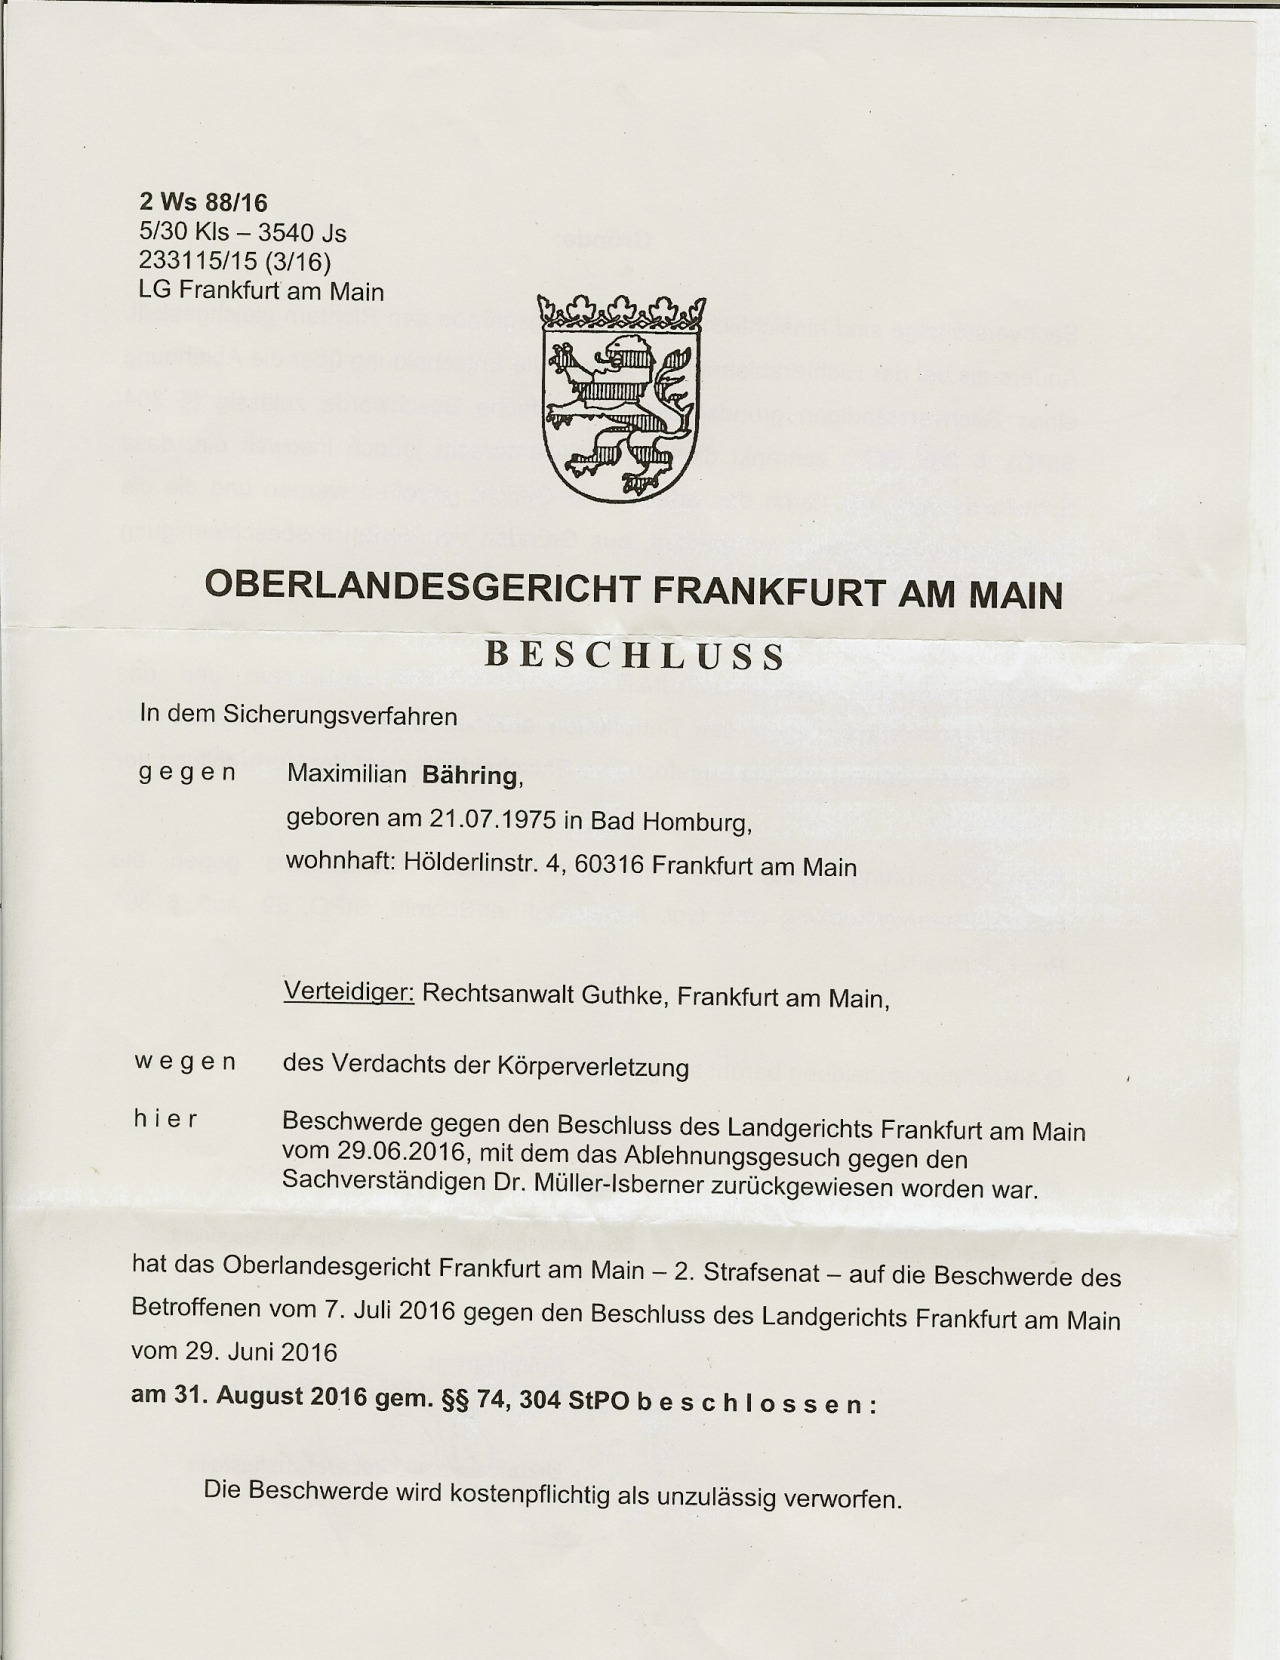 2 Ws 88/16
5/30 Kls – 3540 Js
233115/15 (3/16)
LG Frankfurt am Main
OBERLANDESGERICHT FRANKFURT AM MAIN
BESCHLUSS
In dem Sicherungsverfahren
gegen Maximilian Bähring,
geboren am 21.07.1975 in Bad Homburg,
wohnhaft: Hölderlinstr. 4, 60316 Frankfurt am Main
Verteidiger: Rechtsanwalt Guthke, Frankfurt am Main,
wegen des Verdachts der Körperverletzung
hier Beschwerde gegen den Beschluss des Landgerichts Frankfurt am Main
vom 29.06.2016, mit dem das Ablehnungsgesuch gegen den
Sachverständigen Dr. Müller-Isberner zurückgewiesen worden war.
hat das Oberlandesgericht Frankfurt am Main – 2. Strafsenat – auf die Beschwerde des
Betroffenen vom 7. Juli 2016 gegen den Beschluss des Landgerichts Frankfurt am Main
vom 29. Juni 2016
am 31. August 2016 gem. §§ 74, 304 StPO beschlossen:
Die Beschwerde wird kostenpflichtig als unzulässig verworfen.